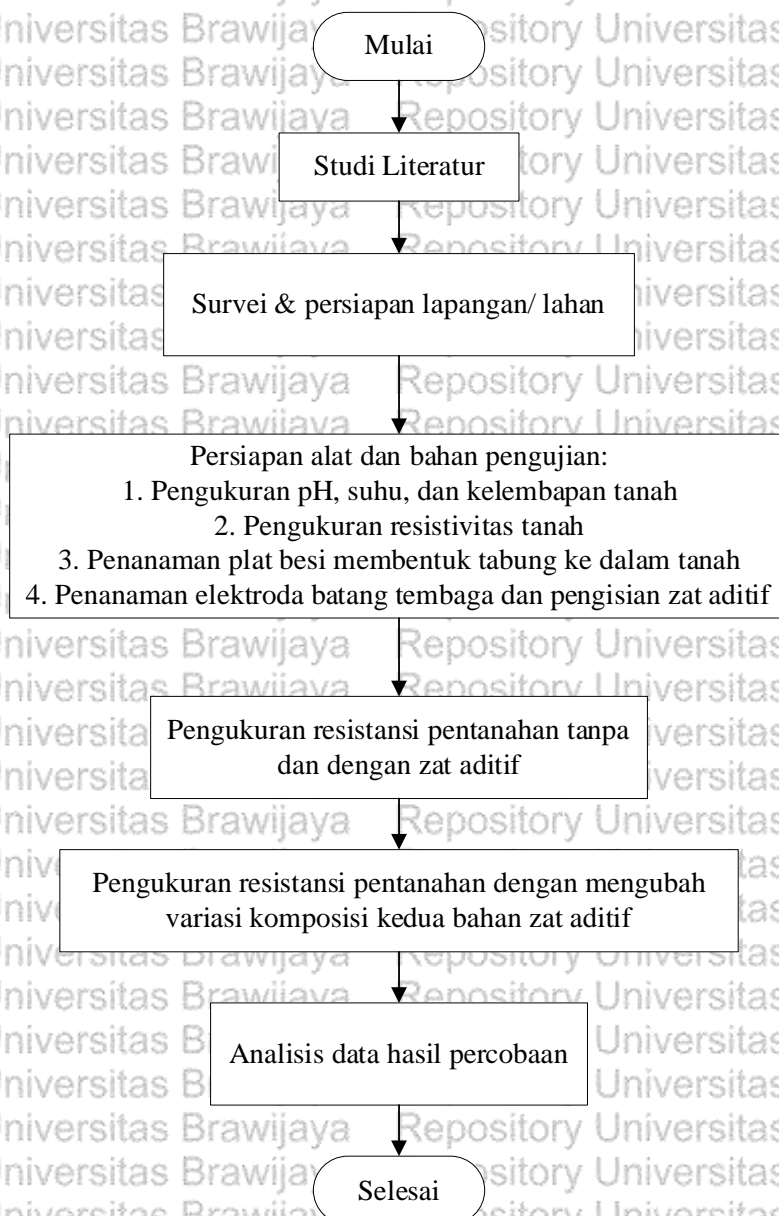 Mulai
Studi Literatur
Survei & persiapan lapangan/ lahan
Persiapan alat dan bahan pengujian:
1. Pengukuran pH, suhu, dan kelembapan tanah
2. Pengukuran resistivitas tanah
3. Penanaman plat besi membentuk tabung ke dalam tanah
4. Penanaman elektroda batang tembaga dan pengisian zat aditif
Pengukuran resistansi pentanahan tanpa
dan dengan zat aditif
Pengukuran resistansi pentanahan dengan mengubah
variasi komposisi kedua bahan zat aditif
Analisis data hasil percobaan
Selesai